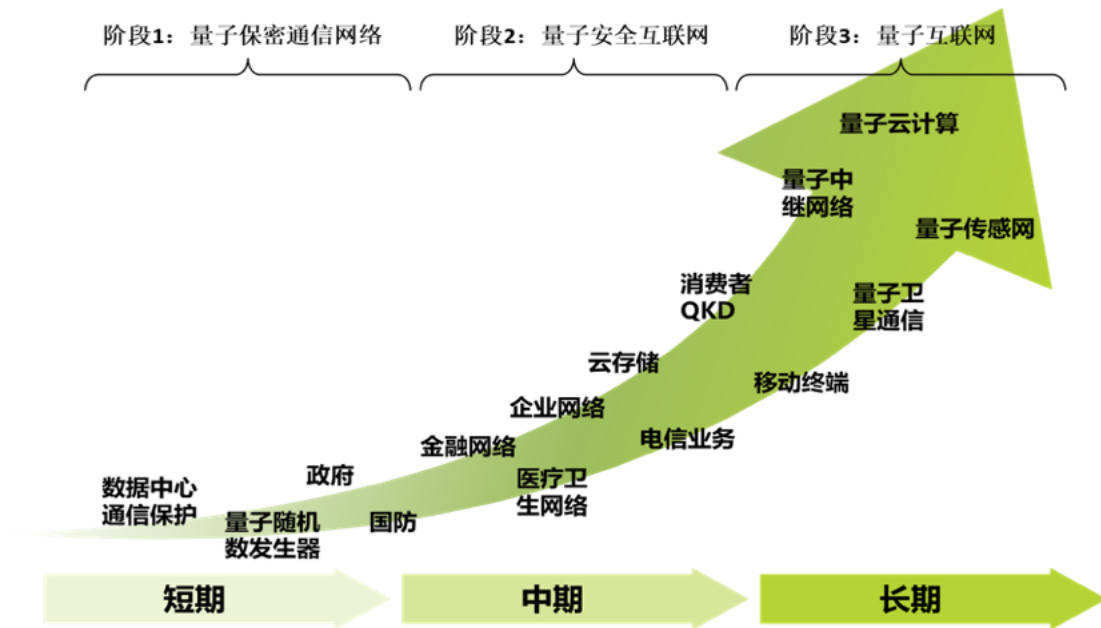 阶段1：量子保密通信网络
阶段2：量子安全互联网
阶段3：量子互联网
量子云计算
量子中
继网络
量子传感网
消费者
QKD
量子卫
星通信
云存储
移动终端
企业网络
金融网络
电信业务
政府
医疗卫
生网络
数据中心
通信保护
量子随机
数发生器
国防
短期
中期
长期